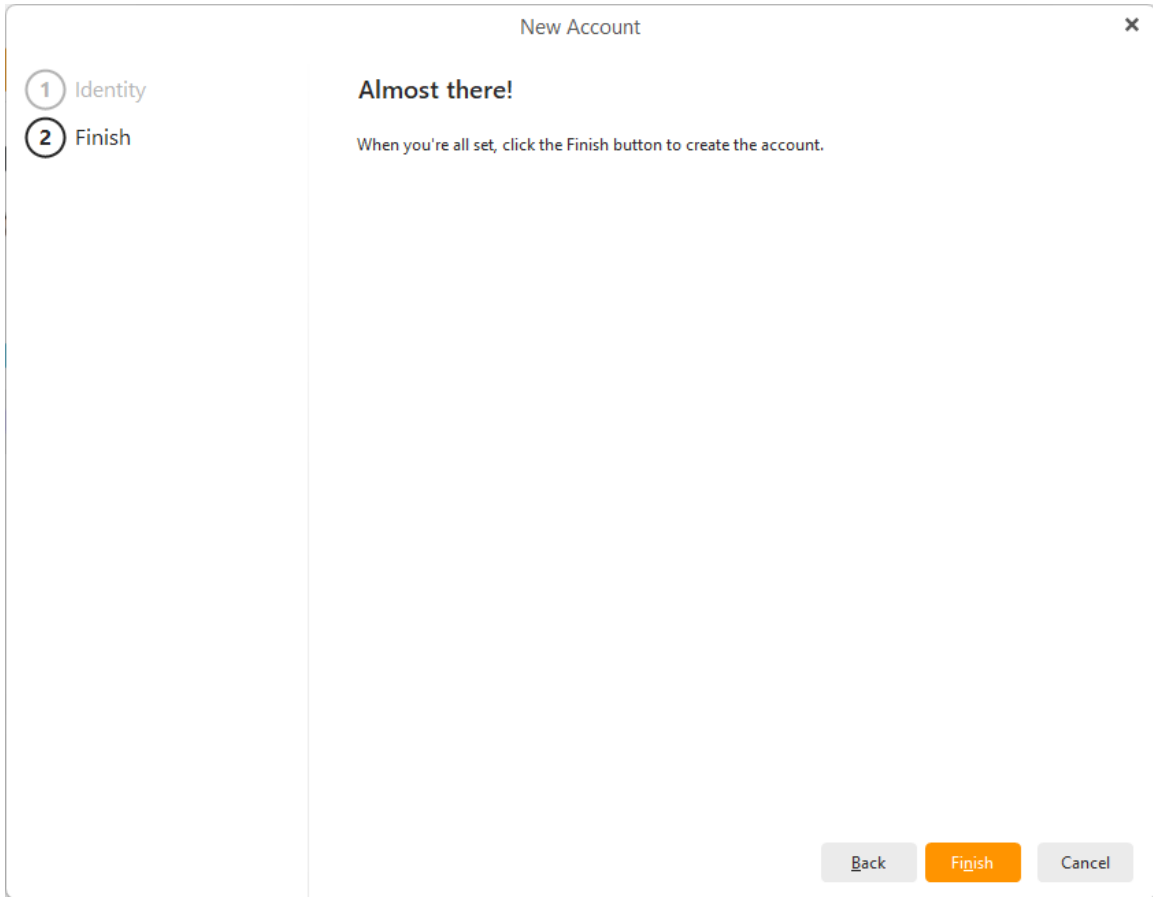 New Account
1 Identity
2 Finish
Almost there!
When you're all set, click the Finish button to create the account.
Back Finish Cancel